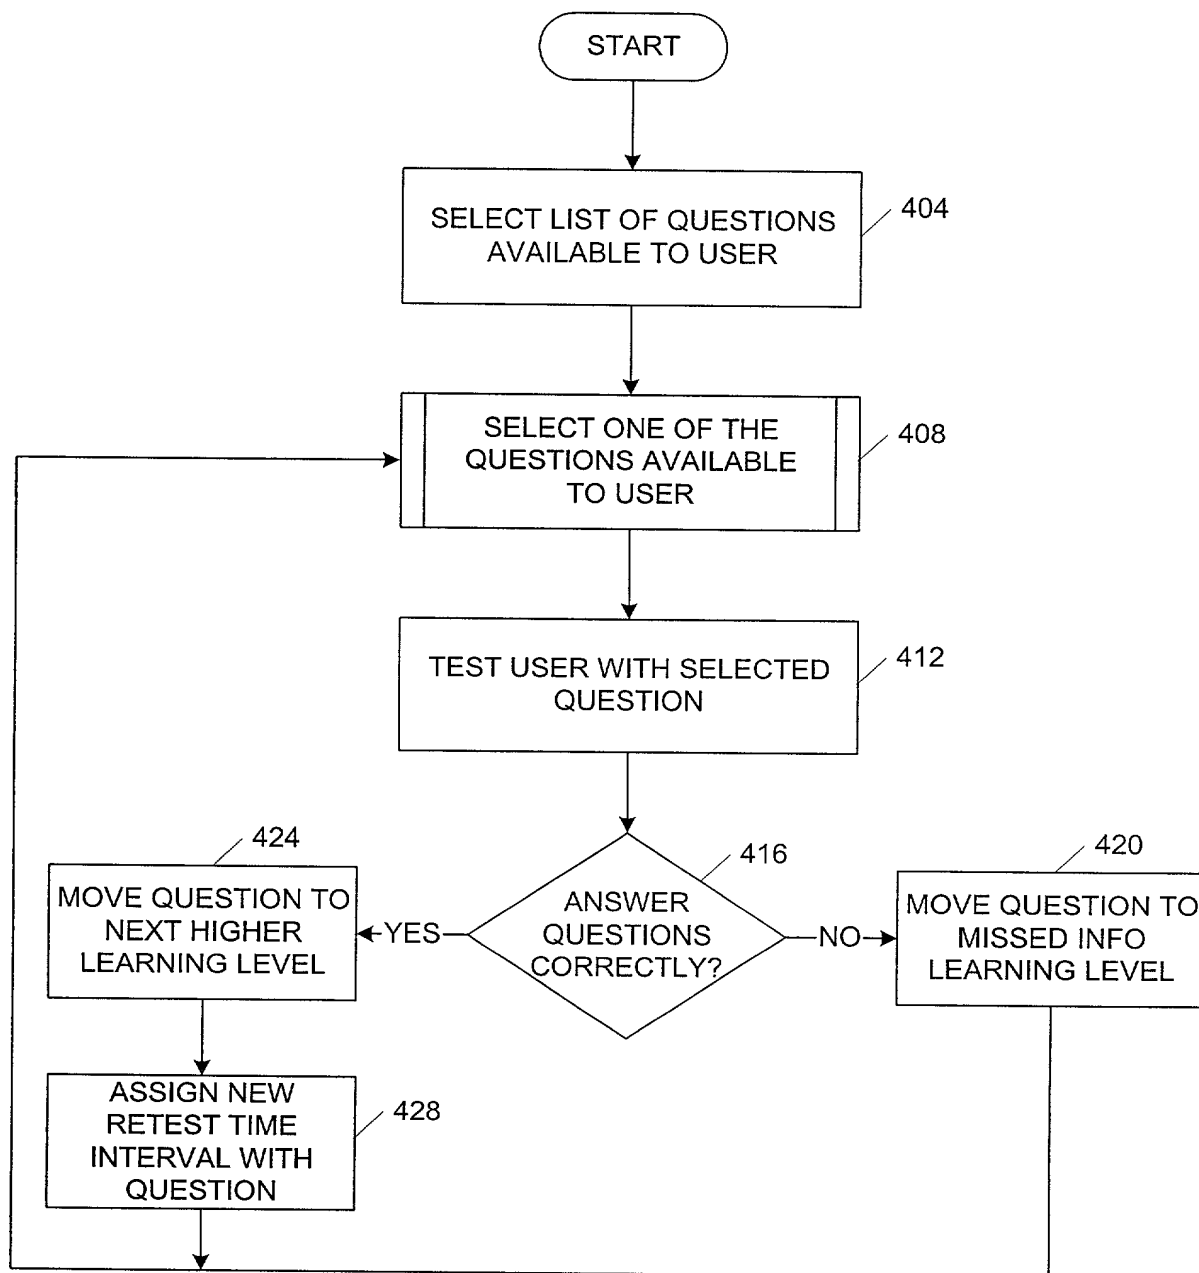 START
SELECT LIST OF QUESTIONS
AVAILABLE TO USER
404
SELECT ONE OF THE
QUESTIONS AVAILABLE
TO USER
408
TEST USER WITH SELECTED
QUESTION
412
424
MOVE QUESTION TO
NEXT HIGHER
LEARNING LEVEL
YES
416
ANSWER
QUESTIONS
CORRECTLY?
NO
420
MOVE QUESTION TO
MISSED INFO
LEARNING LEVEL
ASSIGN NEW
RETEST TIME
INTERVAL WITH
QUESTION
428